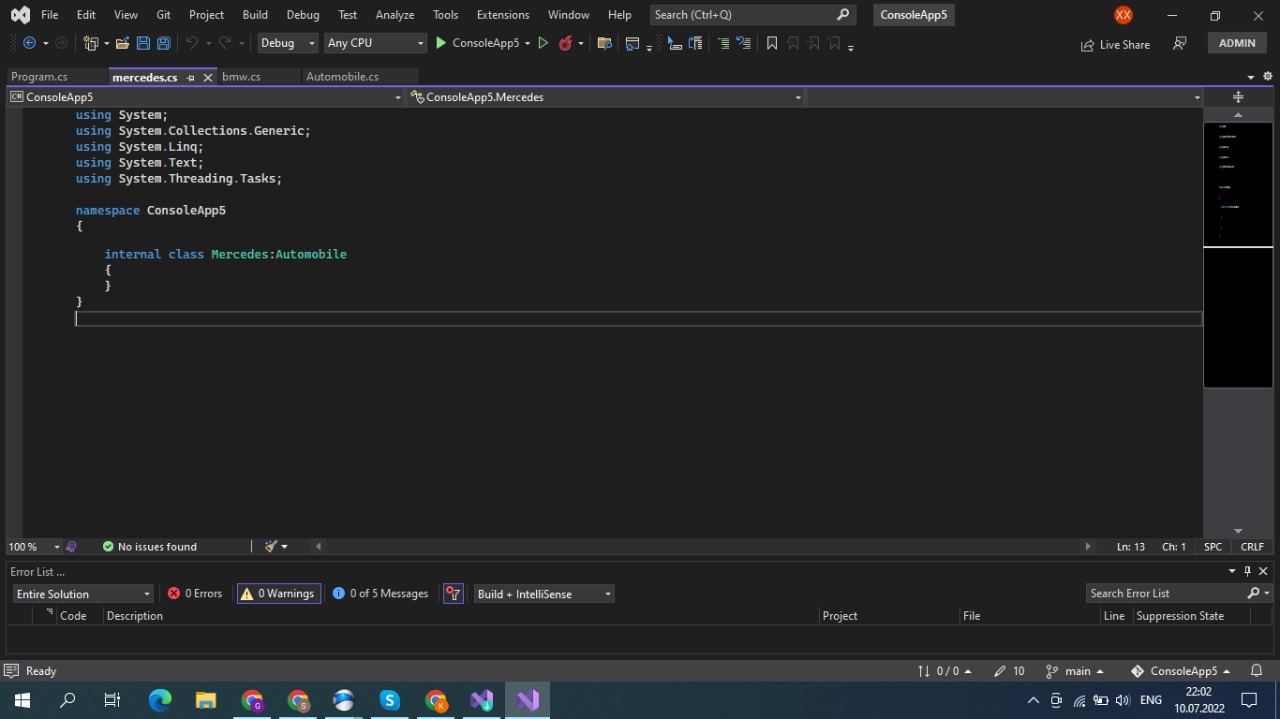 File Edit View Git Project Build Debug Test Analyze Tools Extensions Window Help Search (Ctrl+Q) ConsoleApp5 XX
Debug Any CPU ConsoleApp5 Live Share ADMIN
Program.cs mercedes.cs bmw.cs Automobile.cs
C# ConsoleApp5 ConsoleApp5.Mercedes
using System;
using System.Collections.Generic;
using System.Linq;
using System.Text;
using System.Threading.Tasks;
namespace ConsoleApp5
{
internal class Mercedes:Automobile
{
}
}
100 % No issues found Ln: 13 Ch: 1 SPC CRLF
Error List ...
Entire Solution 0 Errors 0 Warnings 0 of 5 Messages Build + IntelliSense Search Error List
Code Description Project File Line Suppression State
Ready 0 / 0 10 main ConsoleApp5
G S S K ENG 22:02
10.07.2022